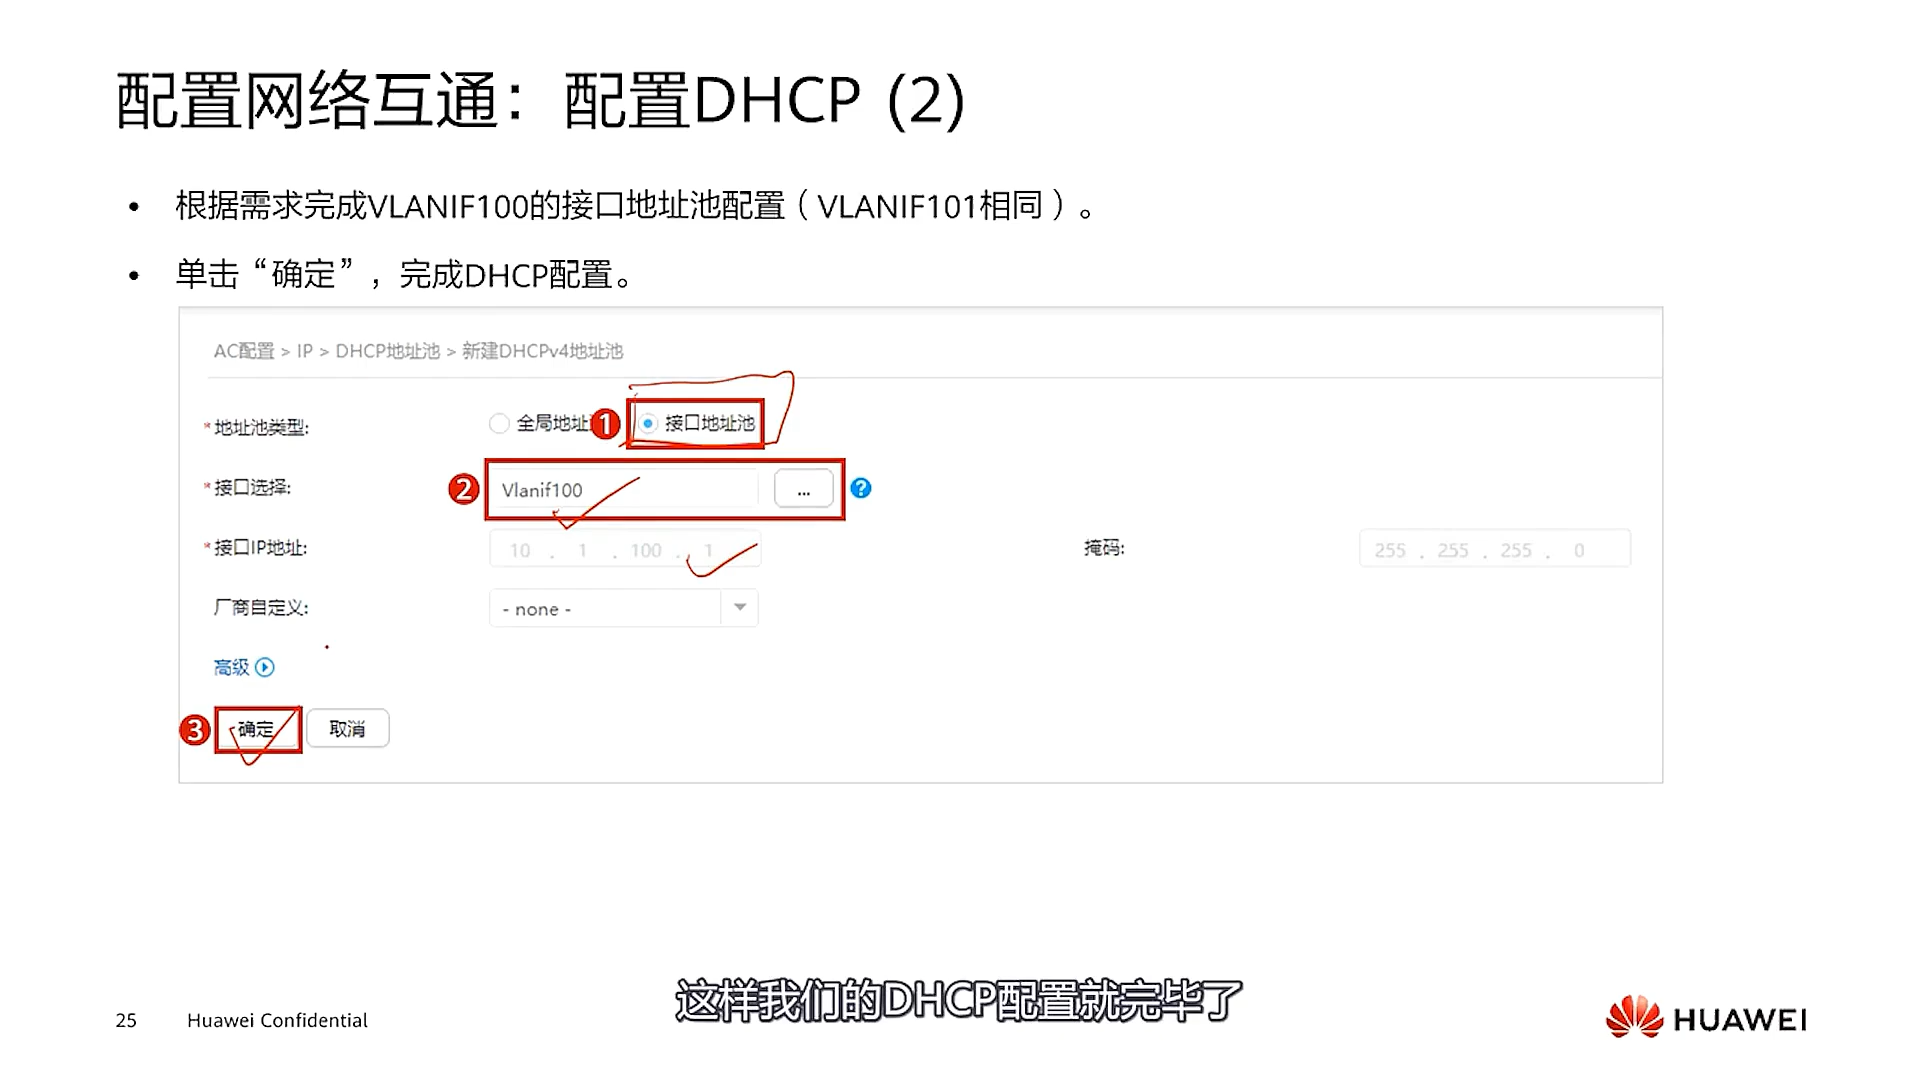 配置网络互通：配置DHCP (2)
• 根据需求完成VLANIF100的接口地址池配置（VLANIF101相同）。
• 单击“确定”，完成DHCP配置。
AC配置 > IP > DHCP地址池 > 新建DHCPv4地址池
*地址池类型: 全局地址 1 接口地址池
*接口选择: 2 Vlanif100 ... ?
*接口IP地址: 10 . 1 . 100 . 1 掩码: 255 . 255 . 255 . 0
厂商自定义: - none -
高级
3 确定 取消
这样我们的DHCP配置就完毕了
25 Huawei Confidential
HUAWEI